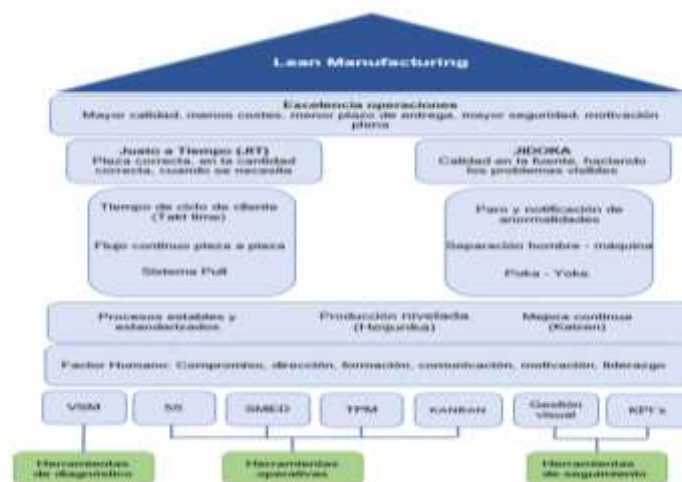 Lean Manufacturing
Excelencia operaciones
Mayor calidad, menos costes, menor plazo de entrega, mayor seguridad, motivación
plena
Justo a Tiempo (JIT)
Pieza correcta, en la cantidad
correcta, cuando se necesita
JIDOKA
Calidad en la fuente, haciendo
los problemas visibles
Tiempo de ciclo de cliente
(Takt time)
Flujo continuo pieza a pieza
Sistema Pull
Paro y notificación de
anormalidades
Separación hombre - máquina
Poka - Yoke
Procesos estables y
estandarizados
Producción nivelada
(Heijunka)
Mejora continua
(Kaizen)
Factor Humano: Compromiso, dirección, formación, comunicación, motivación, liderazgo
VSM
5S
SMED
TPM
KANBAN
Gestión
visual
KPI's
Herramientas
de diagnóstico
Herramientas
operativas
Herramientas
de seguimiento